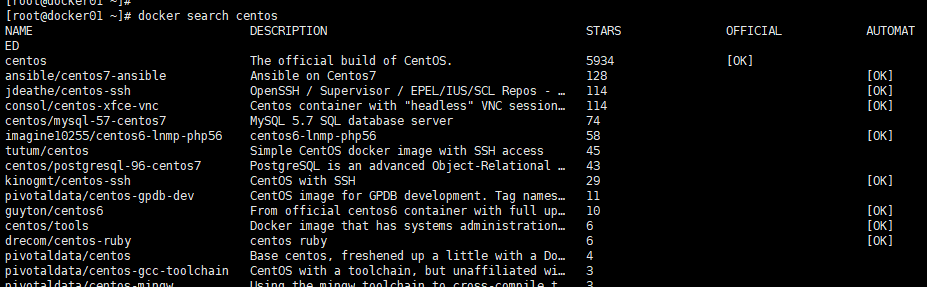 [root@docker01 ~]#
[root@docker01 ~]# docker search centos
NAME DESCRIPTION STARS OFFICIAL AUTOMAT
ED
centos The official build of CentOS. 5934 [OK]
ansible/centos7-ansible Ansible on Centos7 128 [OK]
jdeathe/centos-ssh OpenSSH / Supervisor / EPEL/IUS/SCL Repos - … 114 [OK]
consol/centos-xfce-vnc Centos container with "headless" VNC session… 114 [OK]
centos/mysql-57-centos7 MySQL 5.7 SQL database server 74
imagine10255/centos6-lnmp-php56 centos6-lnmp-php56 58 [OK]
tutum/centos Simple CentOS docker image with SSH access 45
centos/postgresql-96-centos7 PostgreSQL is an advanced Object-Relational … 43
kinogmt/centos-ssh CentOS with SSH 29 [OK]
pivotaldata/centos-gpdb-dev CentOS image for GPDB development. Tag names… 11
guyton/centos6 From official centos6 container with full up… 10 [OK]
centos/tools Docker image that has systems administration… 6 [OK]
drecom/centos-ruby centos ruby 6 [OK]
pivotaldata/centos Base centos, freshened up a little with a Do… 4
pivotaldata/centos-gcc-toolchain CentOS with a toolchain, but unaffiliated wi… 3
pivotaldata/centos-mingw Using the mingw toolchain to cross-compile t… 3